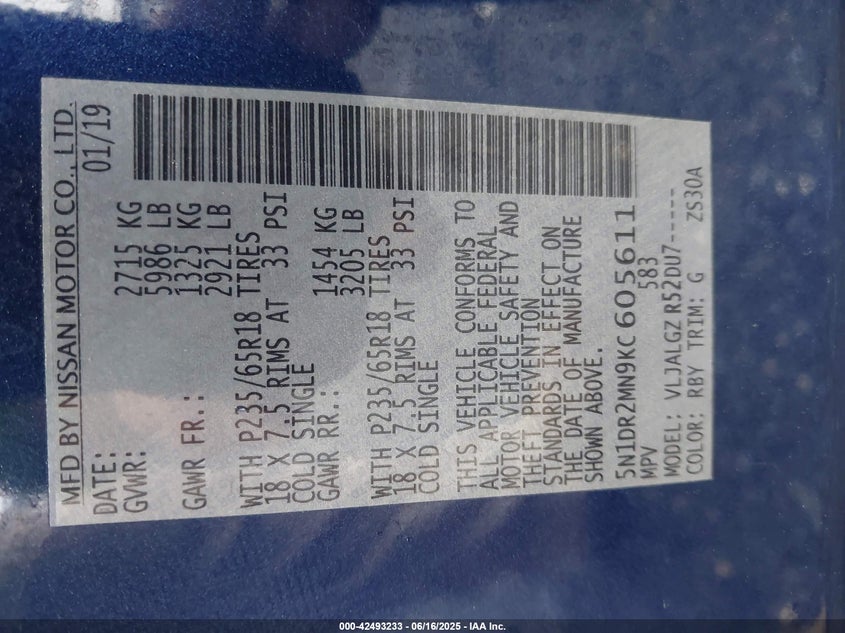 MFD BY NISSAN MOTOR CO., LTD.
DATE: 01/19
GVWR: 2715 KG
5986 LB
GAWR FR.: 1325 KG
2921 LB
WITH P235/65R18 TIRES
18 X 7.5 RIMS AT 33 PSI
COLD SINGLE
GAWR RR.: 1454 KG
3205 LB
WITH P235/65R18 TIRES
18 X 7.5 RIMS AT 33 PSI
COLD SINGLE
THIS VEHICLE CONFORMS TO
ALL APPLICABLE FEDERAL
MOTOR VEHICLE SAFETY AND
THEFT PREVENTION
STANDARDS IN EFFECT ON
THE DATE OF MANUFACTURE
SHOWN ABOVE.
5N1DR2MN9KC605611
MPV 583
MODEL: VLJALGZ R52DU7-----
COLOR: RBY TRIM: G ZS30A
000-42493233 - 06/16/2025 - IAA Inc.